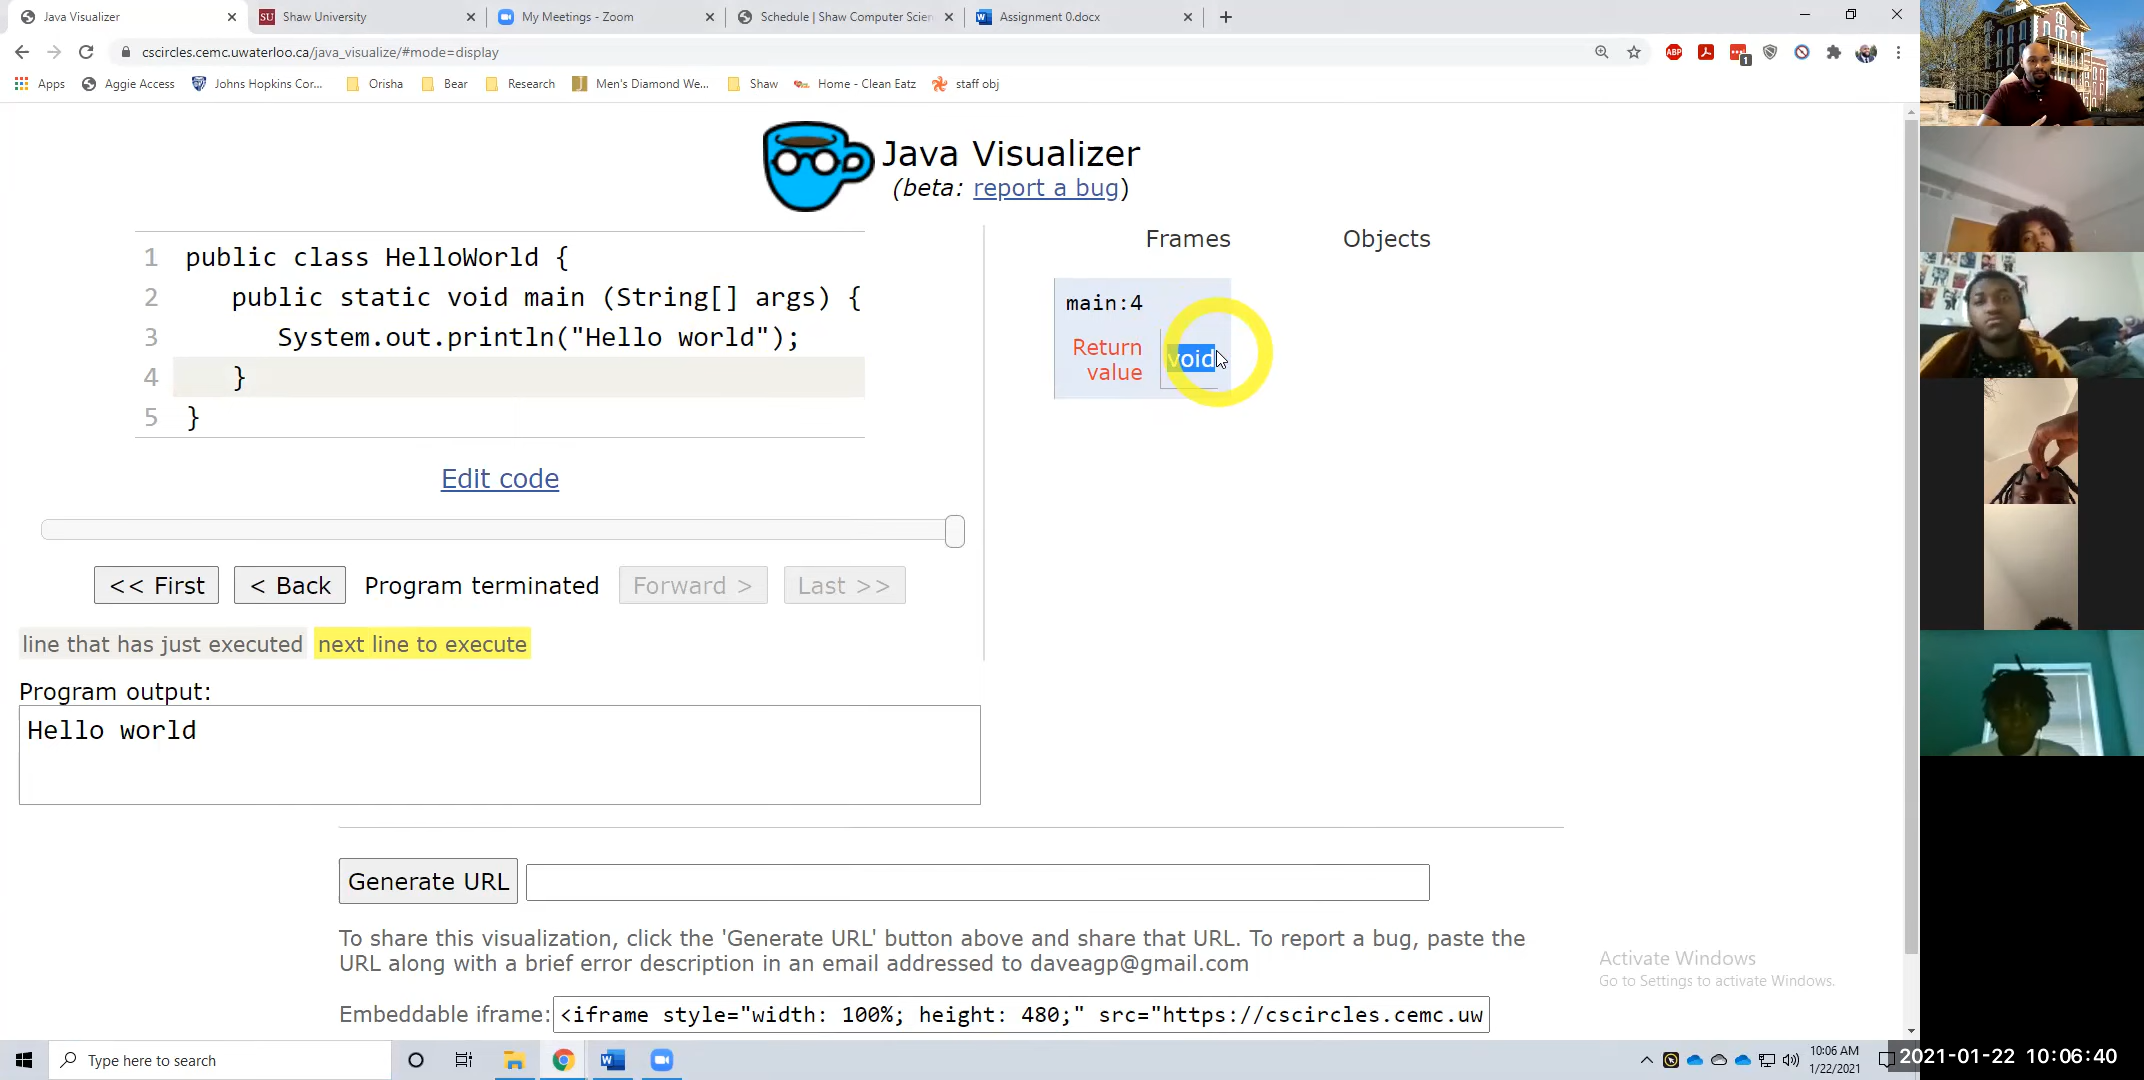 Java Visualizer
Shaw University
My Meetings - Zoom
Schedule | Shaw Computer Scien
Assignment 0.docx
cscircles.cemc.uwaterloo.ca/java_visualize/#mode=display
ABP
1
Apps
Aggie Access
Johns Hopkins Cor...
Orisha
Bear
Research
Men's Diamond We...
Shaw
Home - Clean Eatz
staff obj
Java Visualizer
(beta: report a bug)
1 public class HelloWorld {
2 public static void main (String[] args) {
3 System.out.println("Hello world");
4 }
5 }
Edit code
<< First
< Back
Program terminated
Forward >
Last >>
line that has just executed next line to execute
Program output:
Hello world
Frames
Objects
main:4
Return
value
void
Generate URL
To share this visualization, click the 'Generate URL' button above and share that URL. To report a bug, paste the
URL along with a brief error description in an email addressed to daveagp@gmail.com
Embeddable iframe: <iframe style="width: 100%; height: 480;" src="https://cscircles.cemc.uw
Activate Windows
Go to Settings to activate Windows.
Type here to search
10:06 AM
1/22/2021
2021-01-22 10:06:40